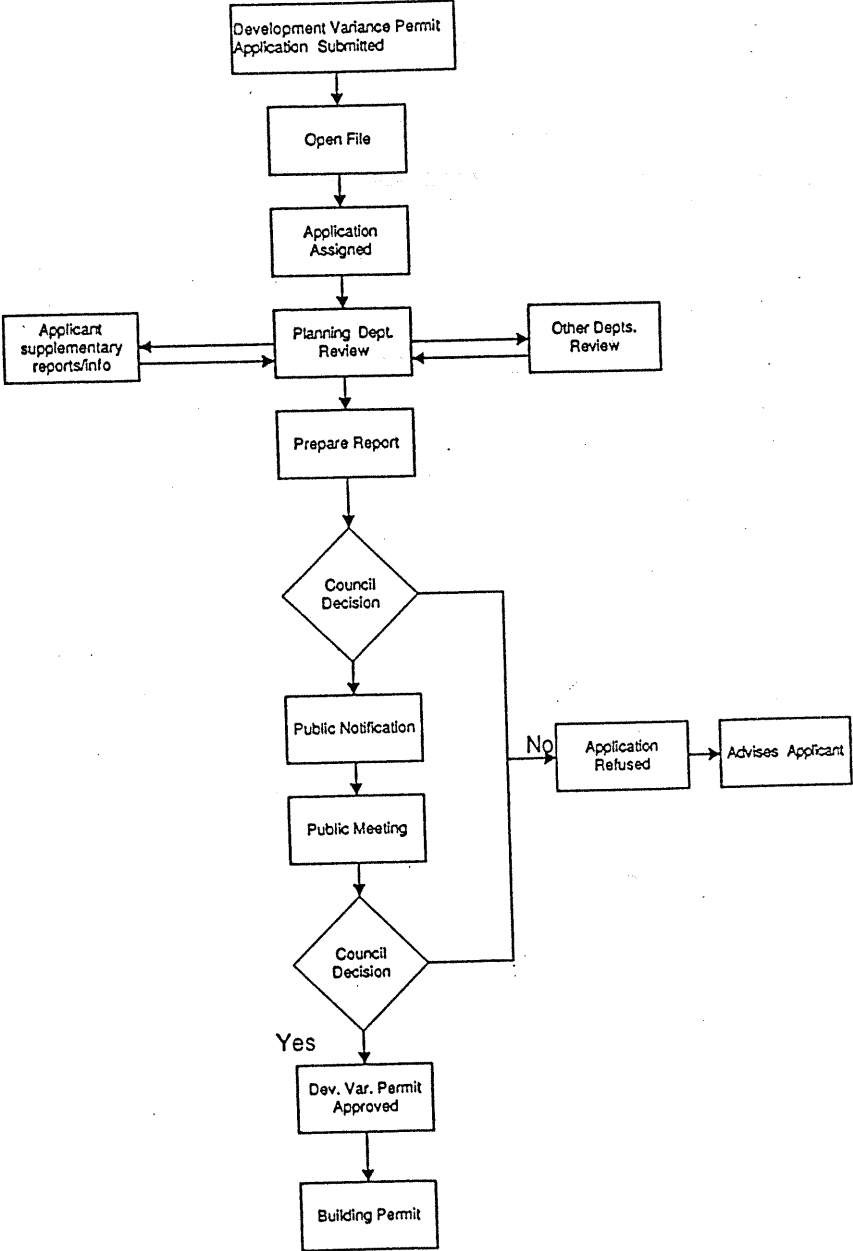 Development Variance Permit
Application Submitted
Open File
Application
Assigned
Applicant
supplementary
reports/info
Planning Dept.
Review
Other Depts.
Review
Prepare Report
Council
Decision
Public Notification
No
Application
Refused
Advises Applicant
Public Meeting
Council
Decision
Yes
Dev. Var. Permit
Approved
Building Permit